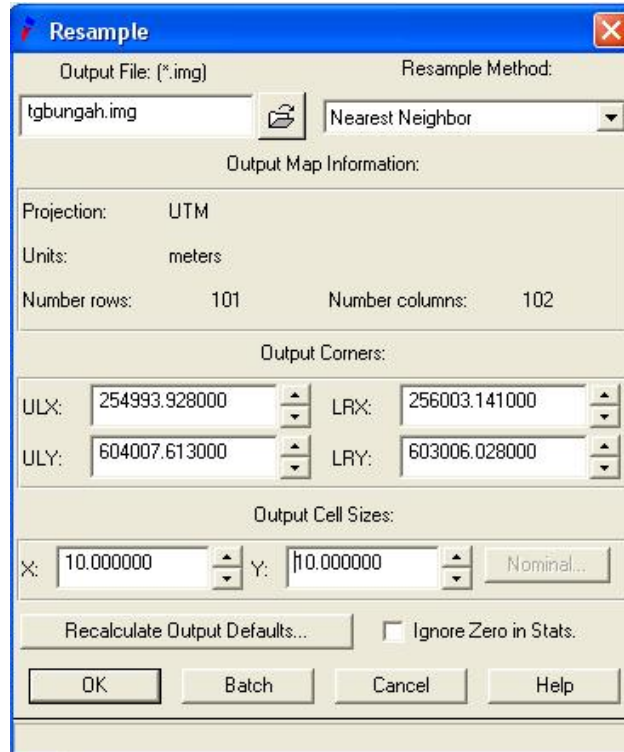 Resample
Output File: (*.img) Resample Method:
tgbungah.img Nearest Neighbor
Output Map Information:
Projection: UTM
Units: meters
Number rows: 101 Number columns: 102
Output Corners:
ULX: 254993.928000 LRX: 256003.141000
ULY: 604007.613000 LRY: 603006.028000
Output Cell Sizes:
X: 10.000000 Y: 10.000000 Nominal...
Recalculate Output Defaults... Ignore Zero in Stats.
OK Batch Cancel Help